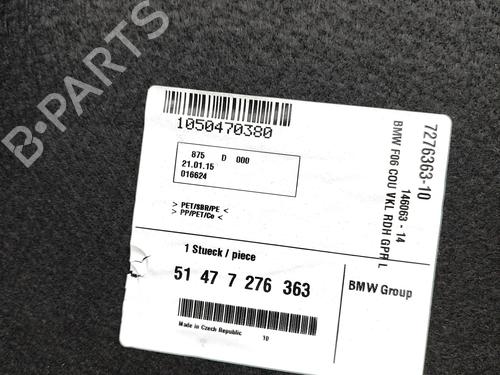 B-PARTS
1050470380
875 D 000
21.01.15
016624
> PET/SBR/PE <
> PP/PET/Co <
1 Stueck / piece
51 47 7 276 363
Made in Czech Republic 10
7276363-10
146063 - 14
BMW F06 COU VKL RDH GPR L
BMW Group